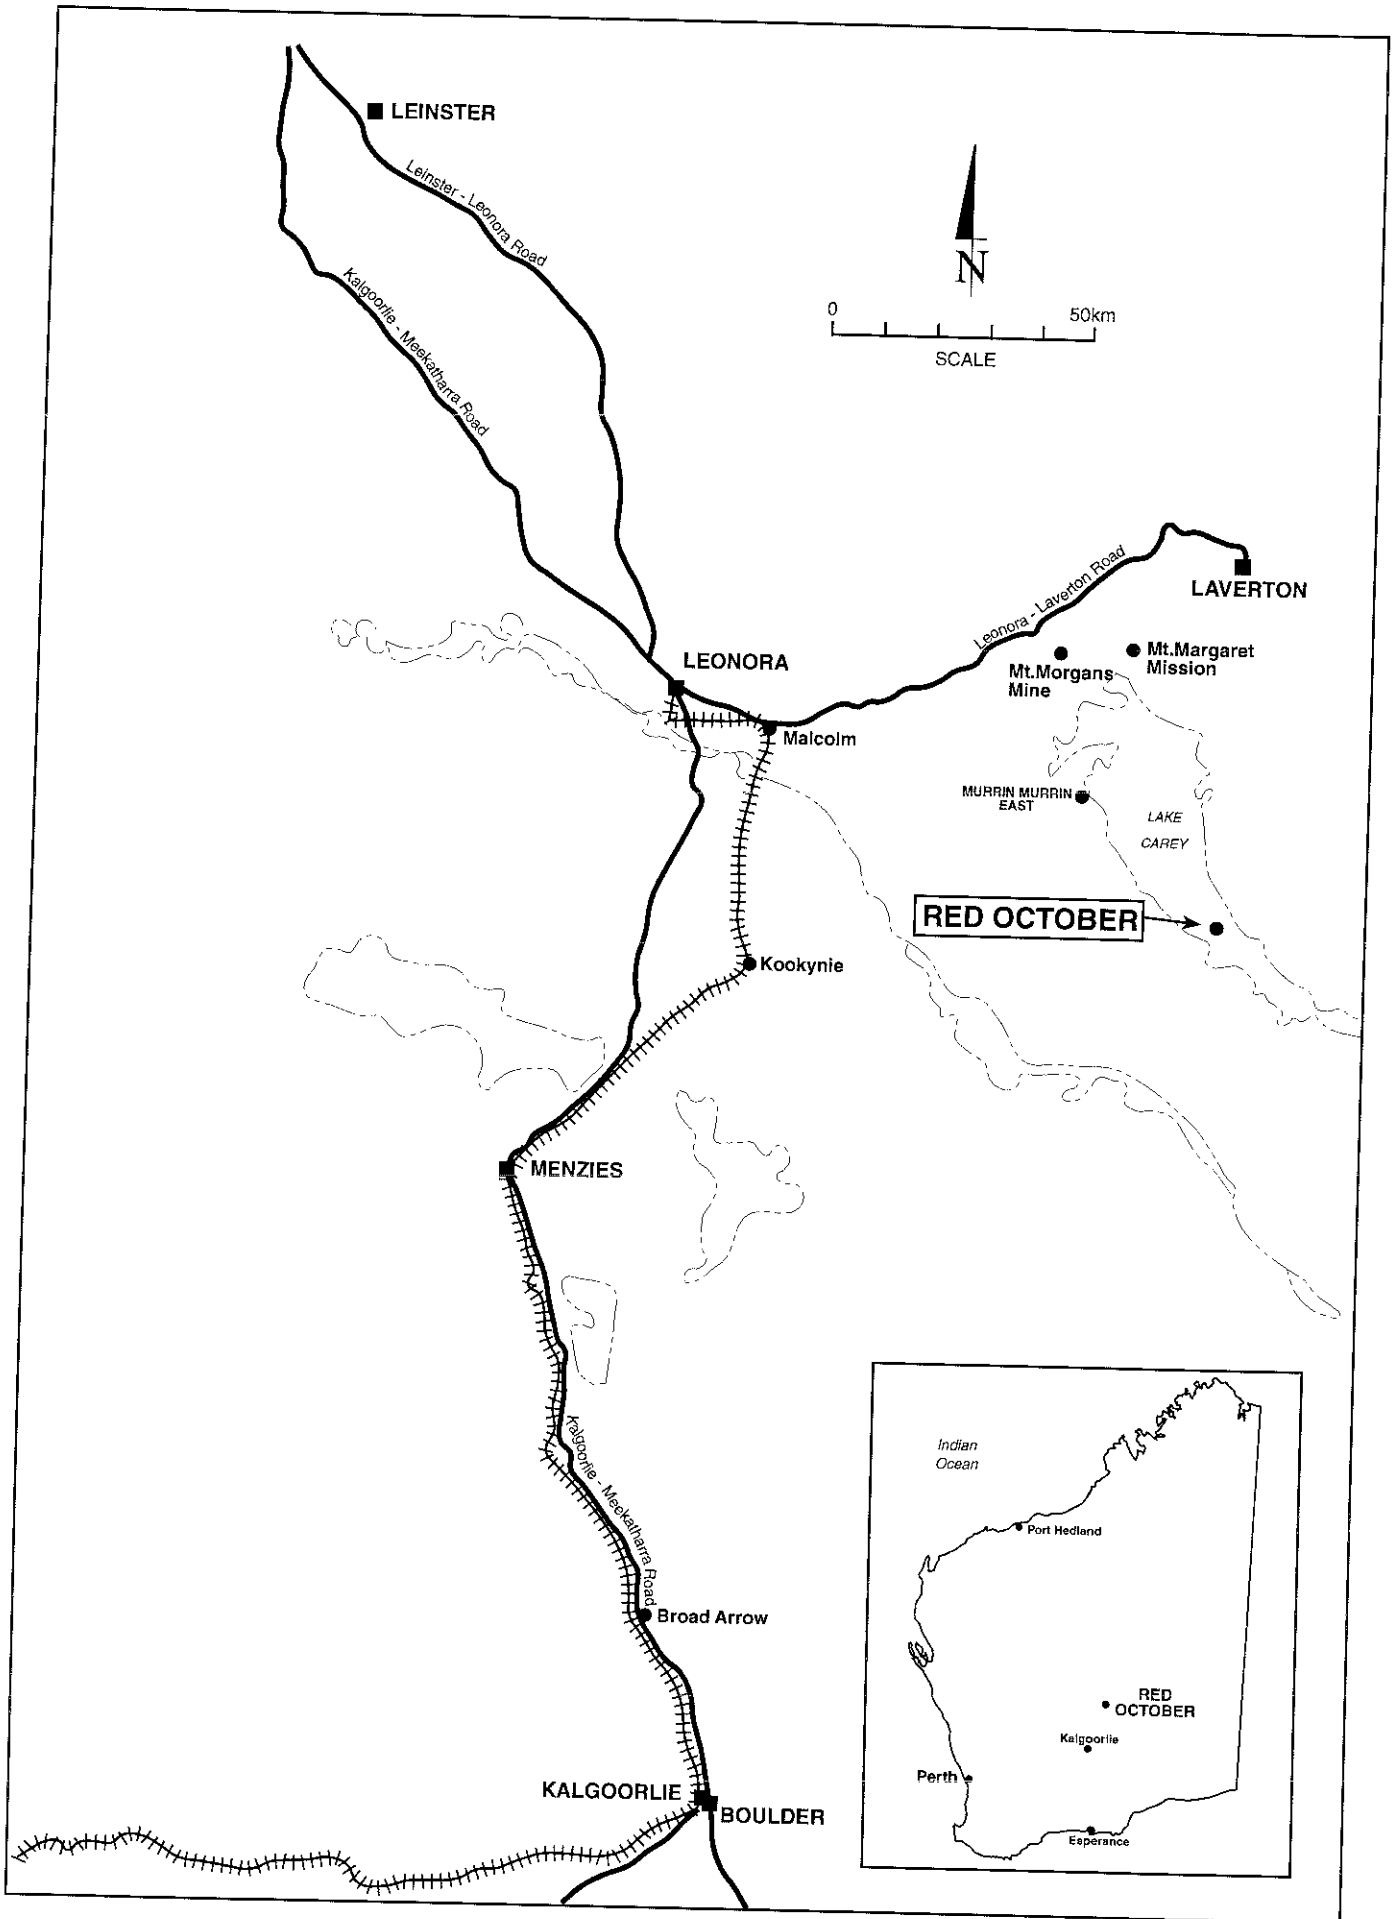 LEINSTER
Leinster - Leonora Road
N
Kalgoorlie - Meekatharra Road
0
50km
SCALE
Leonora - Laverton Road
LAVERTON
LEONORA
Mt.Margaret
Mission
Mt.Morgans
Mine
Malcolm
MURRIN MURRIN
EAST
LAKE
CAREY
RED OCTOBER
Kookynie
MENZIES
Kalgoorlie - Meekatharra Road
Broad Arrow
KALGOORLIE
BOULDER
Indian
Ocean
Port Hedland
RED
OCTOBER
Kalgoorlie
Perth
Esperance